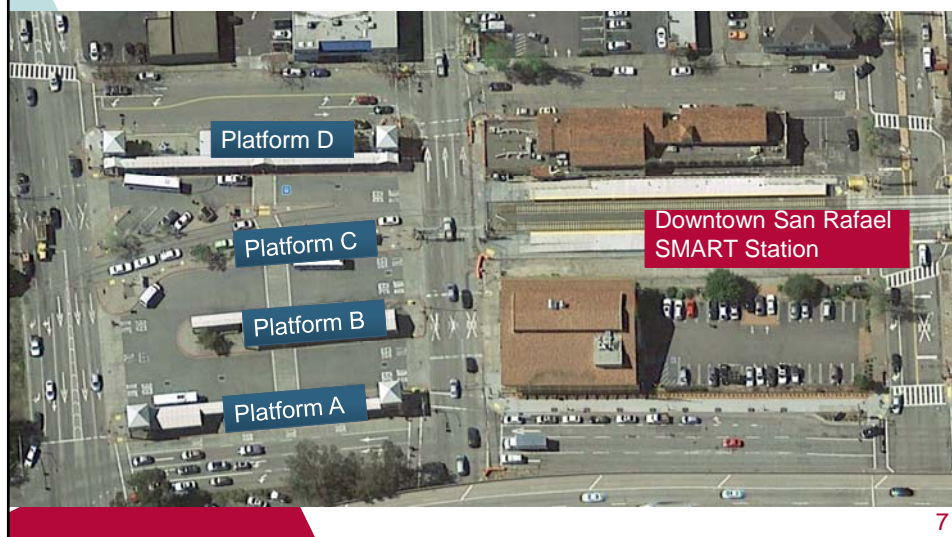 Platform D
Platform C
Downtown San Rafael
SMART Station
Platform B
Platform A
7